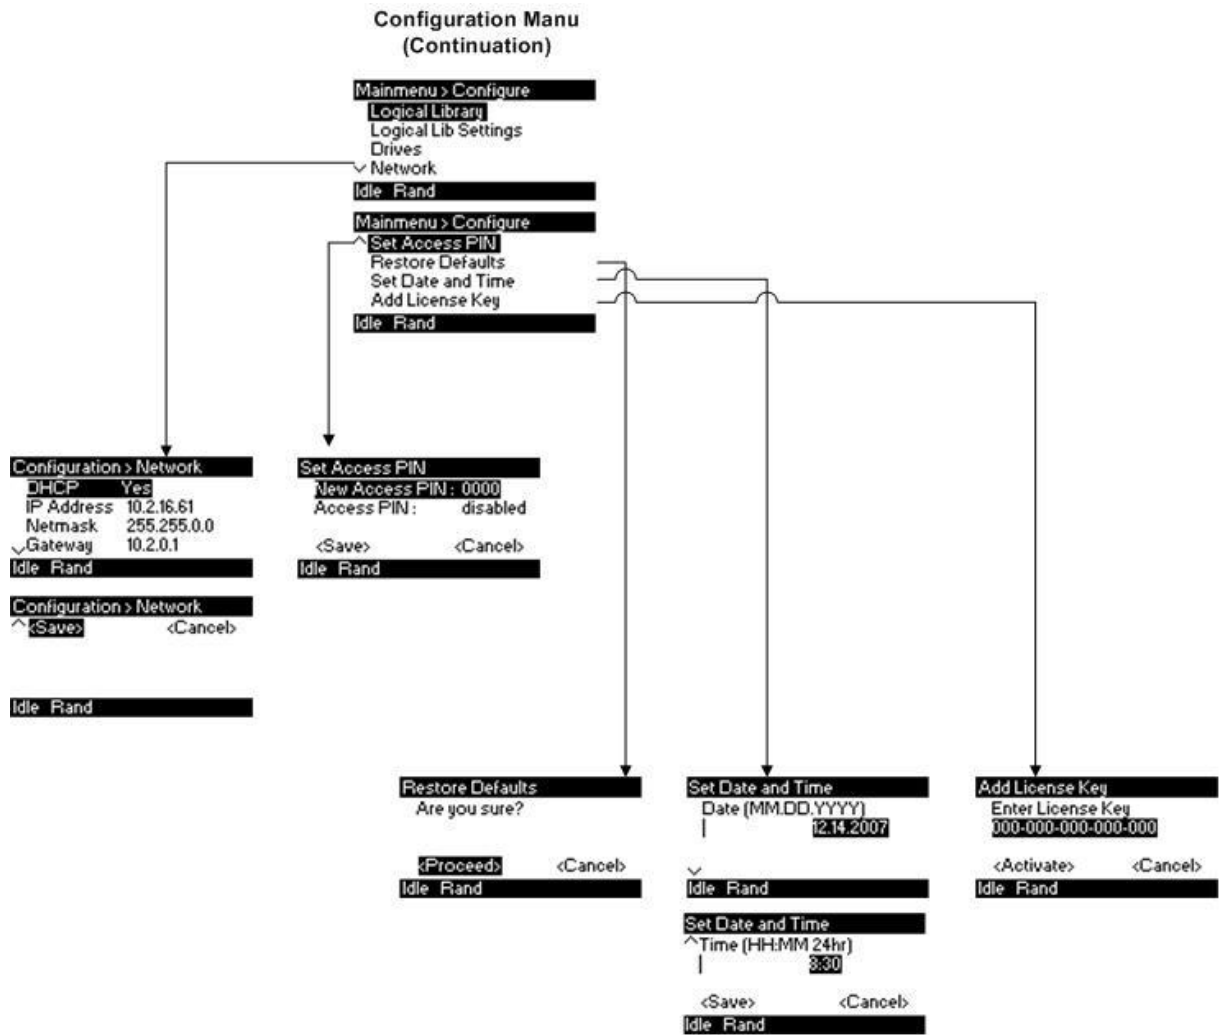 Configuration Manu
(Continuation)
Mainmenu > Configure
Logical Library
Logical Lib Settings
Drives
Network
Idle Rand
Mainmenu > Configure
Set Access PIN
Restore Defaults
Set Date and Time
Add License Key
Idle Rand
Configuration > Network
DHCP Yes
IP Address 10.2.16.61
Netmask 255.255.0.0
Gateway 10.2.0.1
Idle Rand
Configuration > Network
<Save> <Cancel>
Idle Rand
Set Access PIN
New Access PIN : 0000
Access PIN : disabled
<Save> <Cancel>
Idle Rand
Restore Defaults
Are you sure?
<Proceed> <Cancel>
Idle Rand
Set Date and Time
Date (MM.DD.YYYY)
12.14.2007
Idle Rand
Set Date and Time
Time (HH:MM 24hr)
8:30
<Save> <Cancel>
Idle Rand
Add License Key
Enter License Key
000-000-000-000-000
<Activate> <Cancel>
Idle Rand